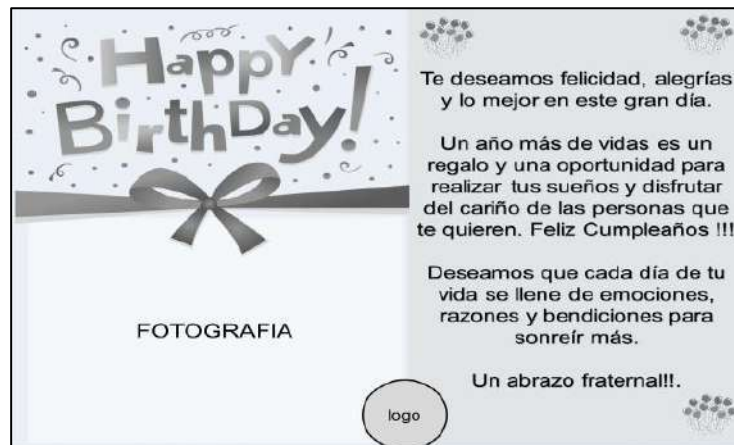 Happy
BirthDay!
FOTOGRAFIA
logo
Te deseamos felicidad, alegrías
y lo mejor en este gran día.
Un año más de vidas es un
regalo y una oportunidad para
realizar tus sueños y disfrutar
del cariño de las personas que
te quieren. Feliz Cumpleaños !!!
Deseamos que cada día de tu
vida se llene de emociones,
razones y bendiciones para
sonreír más.
Un abrazo fraternal!!.